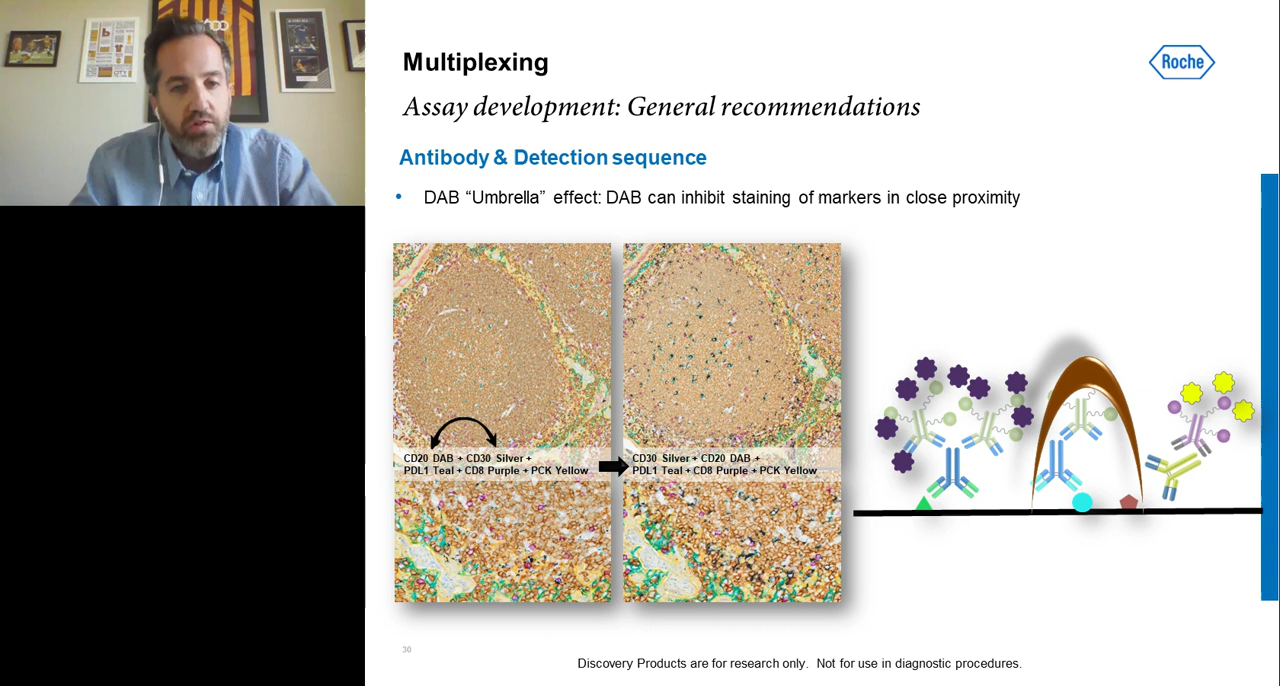 Multiplexing
Roche
Assay development: General recommendations
Antibody & Detection sequence
• DAB “Umbrella” effect: DAB can inhibit staining of markers in close proximity
CD20 DAB + CD30 Silver +
PDL1 Teal + CD8 Purple + PCK Yellow
CD30 Silver + CD20 DAB +
PDL1 Teal + CD8 Purple + PCK Yellow
30
Discovery Products are for research only. Not for use in diagnostic procedures.